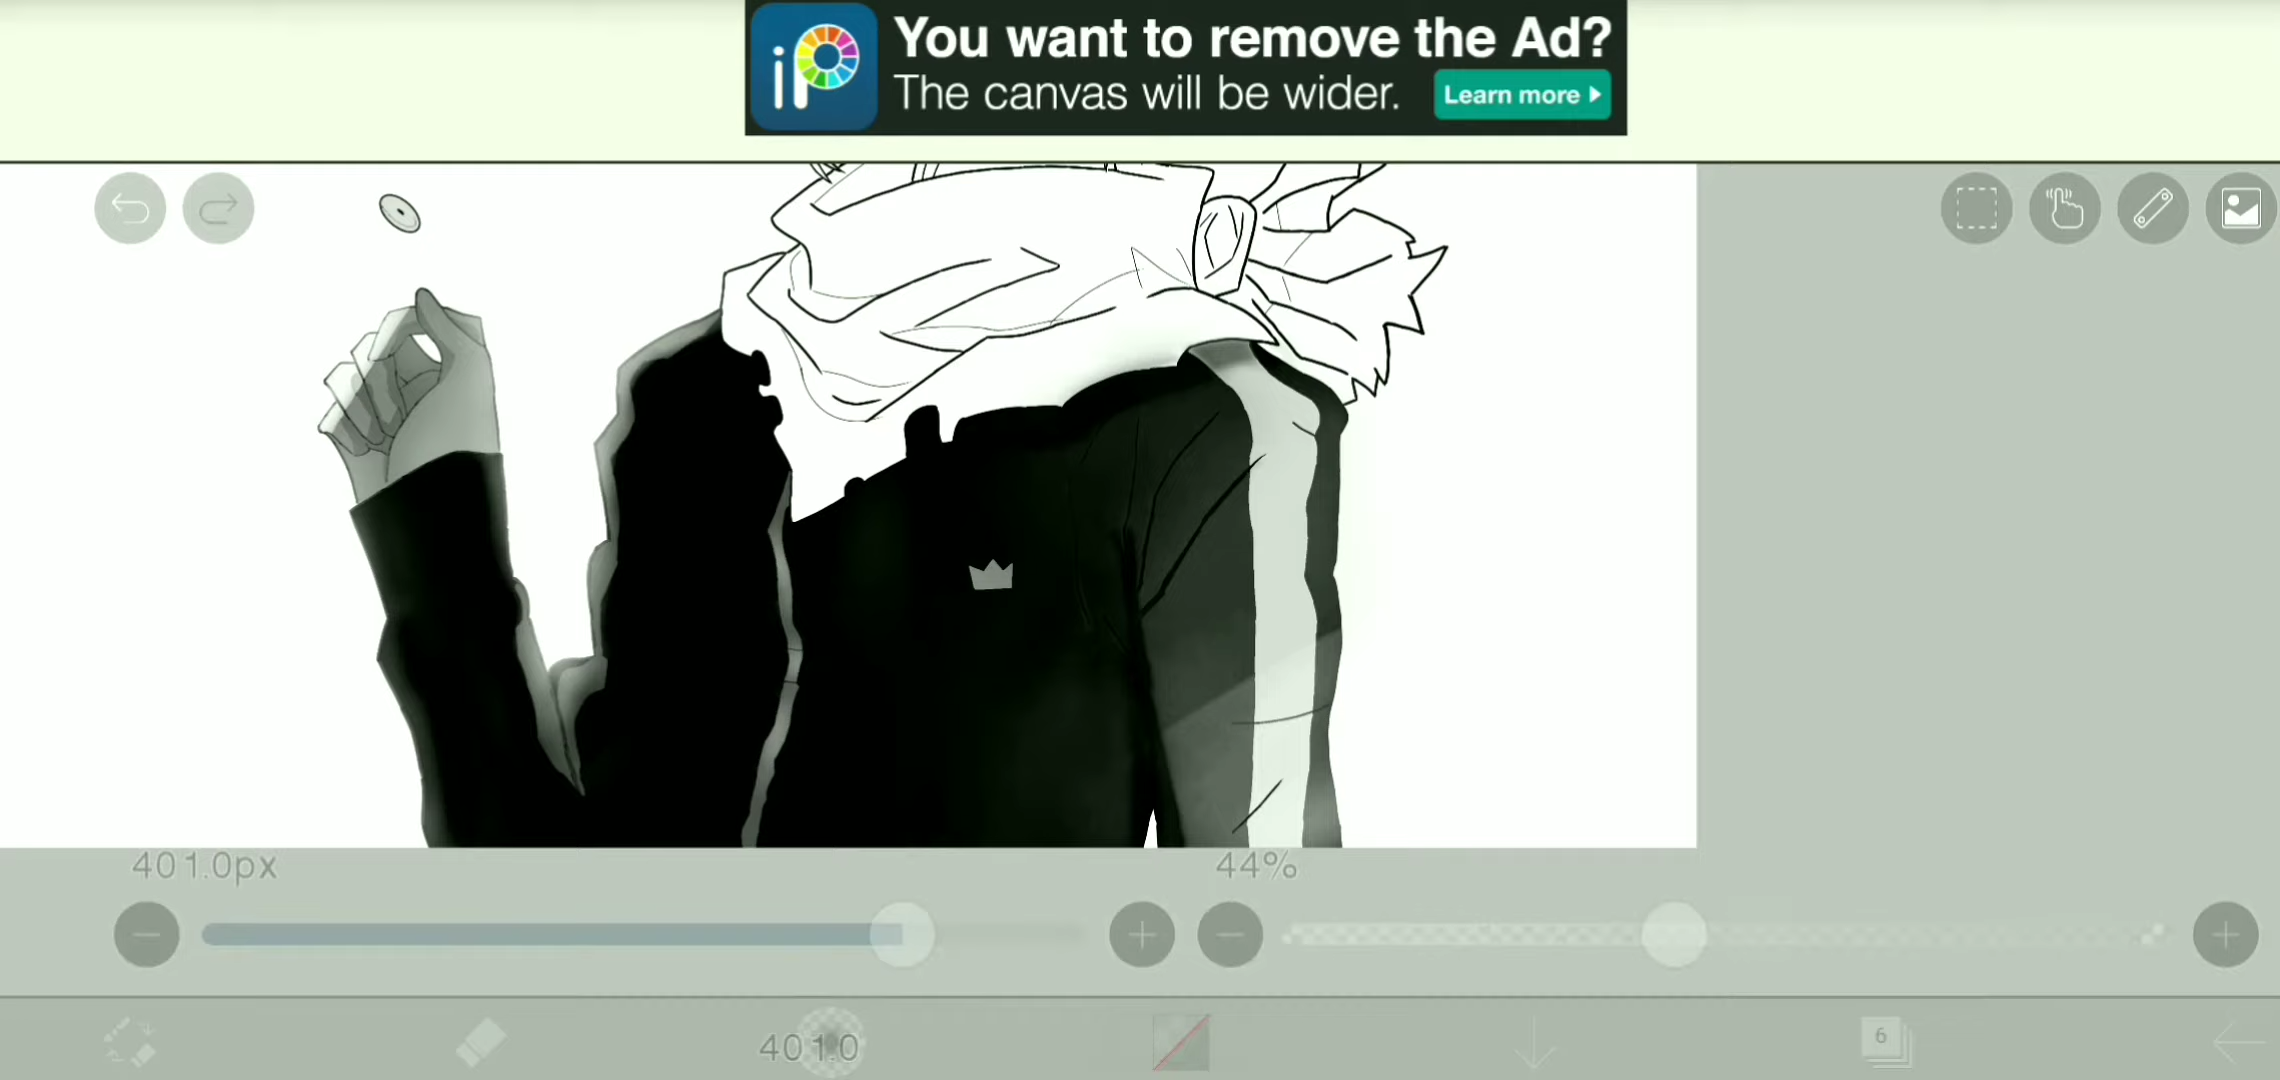 iP
You want to remove the Ad?
The canvas will be wider.
Learn more
401.0px
44%
401.0
6